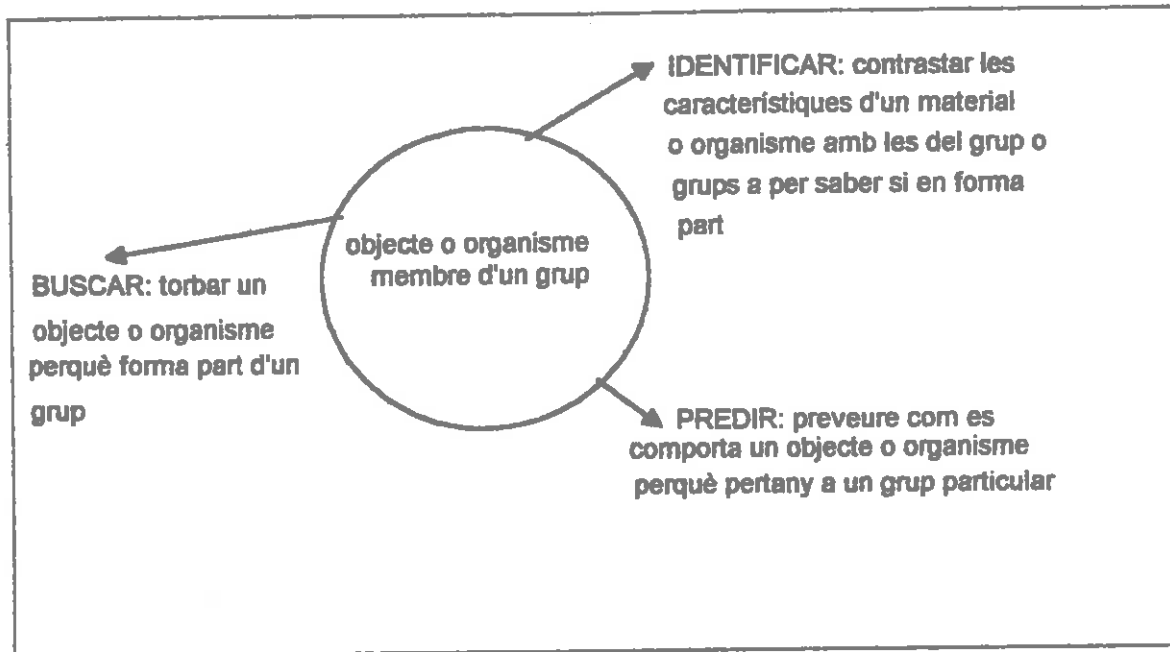 IDENTIFICAR: contrastar les
característiques d'un material
o organisme amb les del grup o
grups a per saber si en forma
part
objecte o organisme
membre d'un grup
BUSCAR: torbar un
objecte o organisme
perquè forma part d'un
grup
PREDIR: preveure com es
comporta un objecte o organisme
perquè pertany a un grup particular